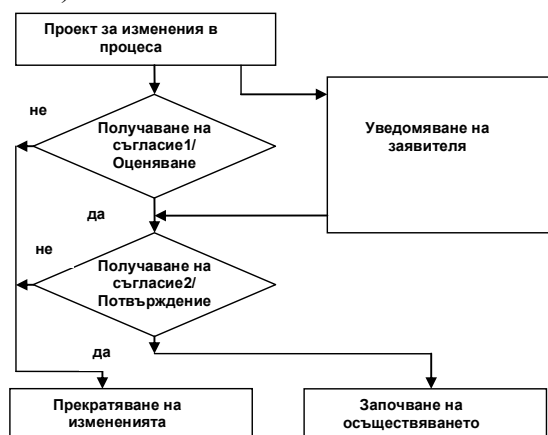 Проект за изменения в
процеса
не
Получаване на
съгласие1/
Оценяване
Уведомяване на
заявителя
да
не
Получаване на
съгласие2/
Потвърждение
да
Прекратяване на
измененията
Започване на
осъществяването